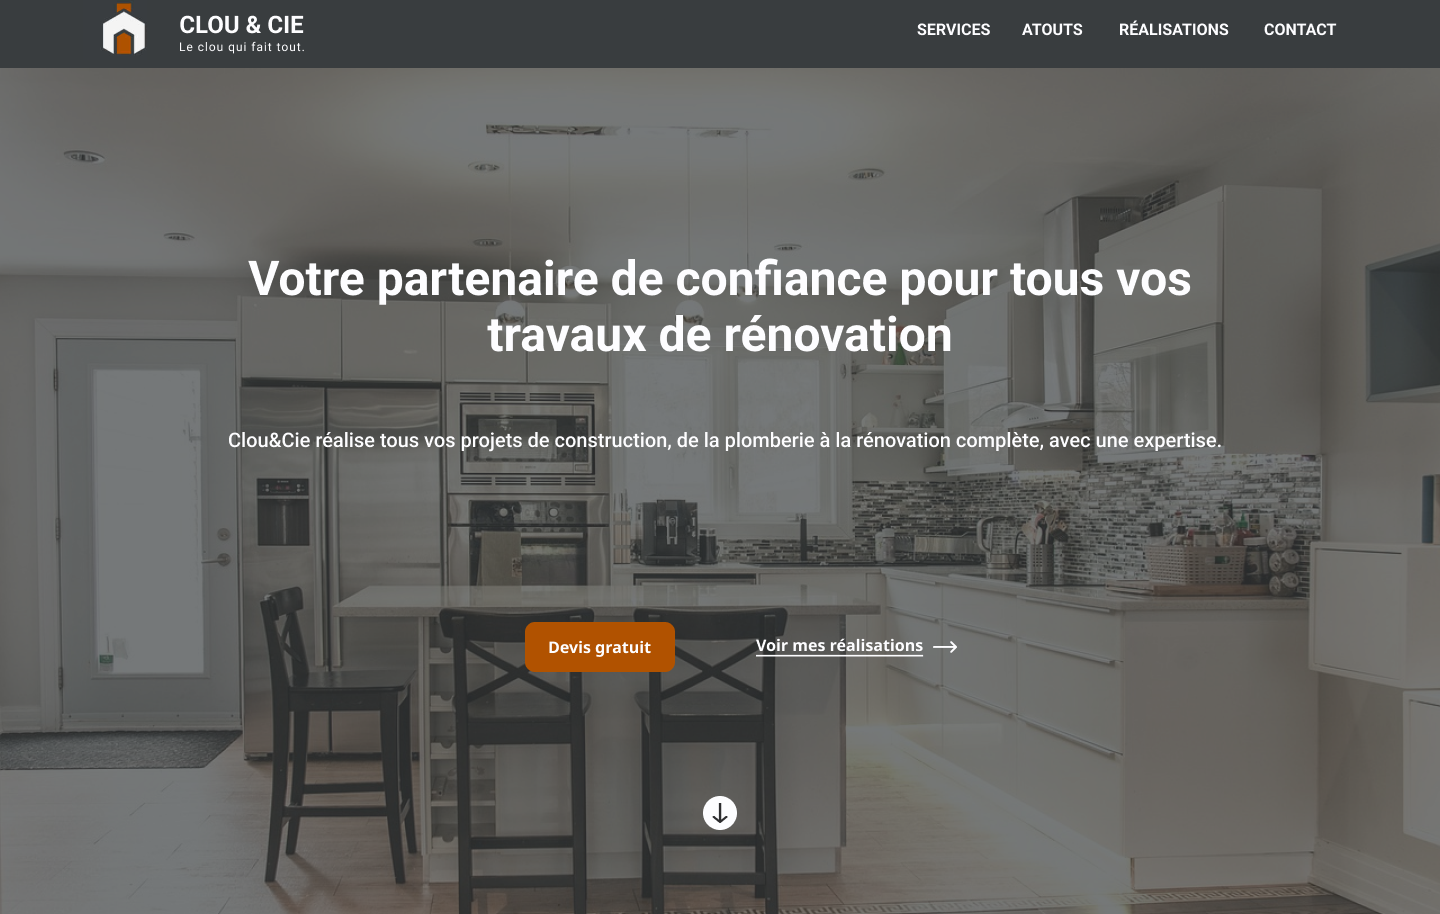 CLOU & CIE
Le clou qui fait tout.
SERVICES ATOUTS RÉALISATIONS CONTACT
Votre partenaire de confiance pour tous vos
travaux de rénovation
Clou&Cie réalise tous vos projets de construction, de la plomberie à la rénovation complète, avec une expertise.
Devis gratuit
Voir mes réalisations